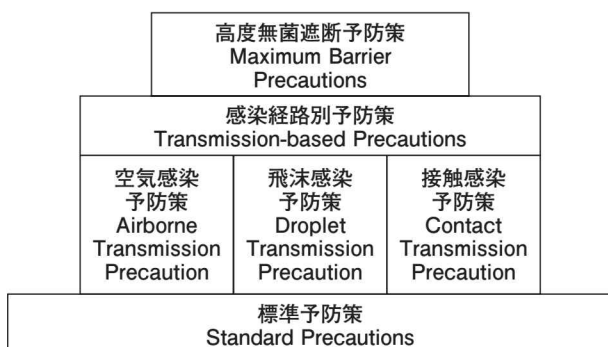 高度無菌遮断予防策
Maximum Barrier
Precautions
感染経路別予防策
Transmission-based Precautions
空気感染
予防策
Airborne
Transmission
Precaution
飛沫感染
予防策
Droplet
Transmission
Precaution
接触感染
予防策
Contact
Transmission
Precaution
標準予防策
Standard Precautions